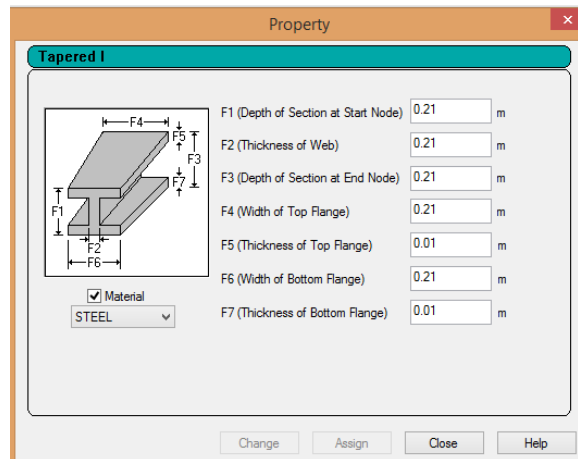 Property
x
Tapered I
F4
F5
F3
F7
F1
F2
F6
Material
STEEL
F1 (Depth of Section at Start Node) 0.21 m
F2 (Thickness of Web) 0.21 m
F3 (Depth of Section at End Node) 0.21 m
F4 (Width of Top Flange) 0.21 m
F5 (Thickness of Top Flange) 0.01 m
F6 (Width of Bottom Flange) 0.21 m
F7 (Thickness of Bottom Flange) 0.01 m
Change Assign Close Help